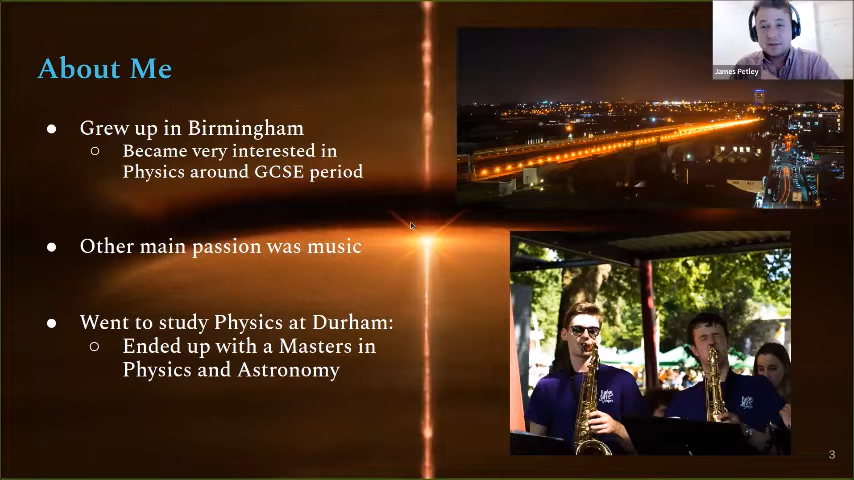 James Petley
About Me
● Grew up in Birmingham
○ Became very interested in
Physics around GCSE period
● Other main passion was music
● Went to study Physics at Durham:
○ Ended up with a Masters in
Physics and Astronomy
3